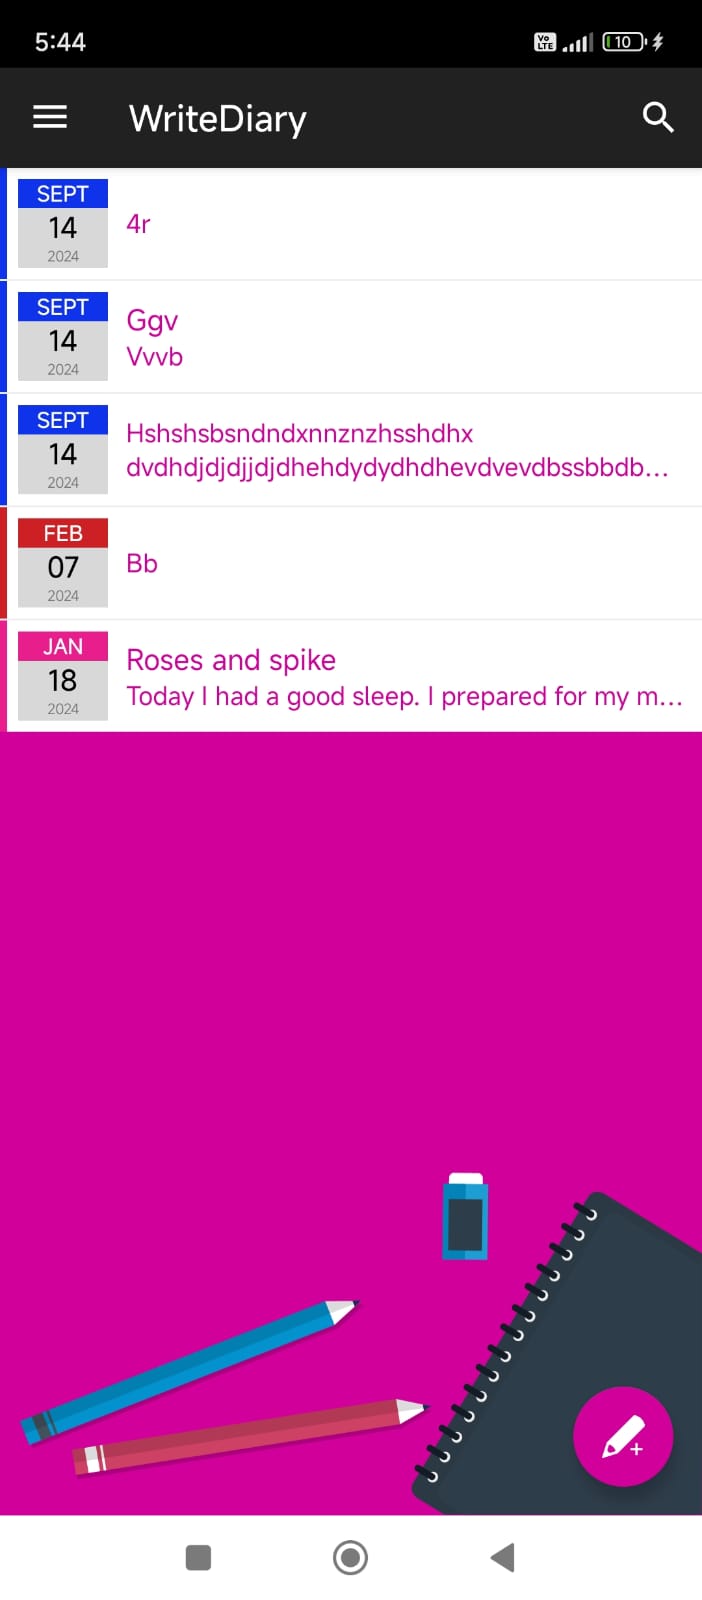 5:44
Vo LTE
10
WriteDiary
SEPT
14
2024
4r
SEPT
14
2024
Ggv
Vvvb
SEPT
14
2024
Hshshsbsndndxnnznzhsshdhx
dvdhdjdjdjjdjdhehdydydhdhevdvevdbssbbdb...
FEB
07
2024
Bb
JAN
18
2024
Roses and spike
Today I had a good sleep. I prepared for my m...